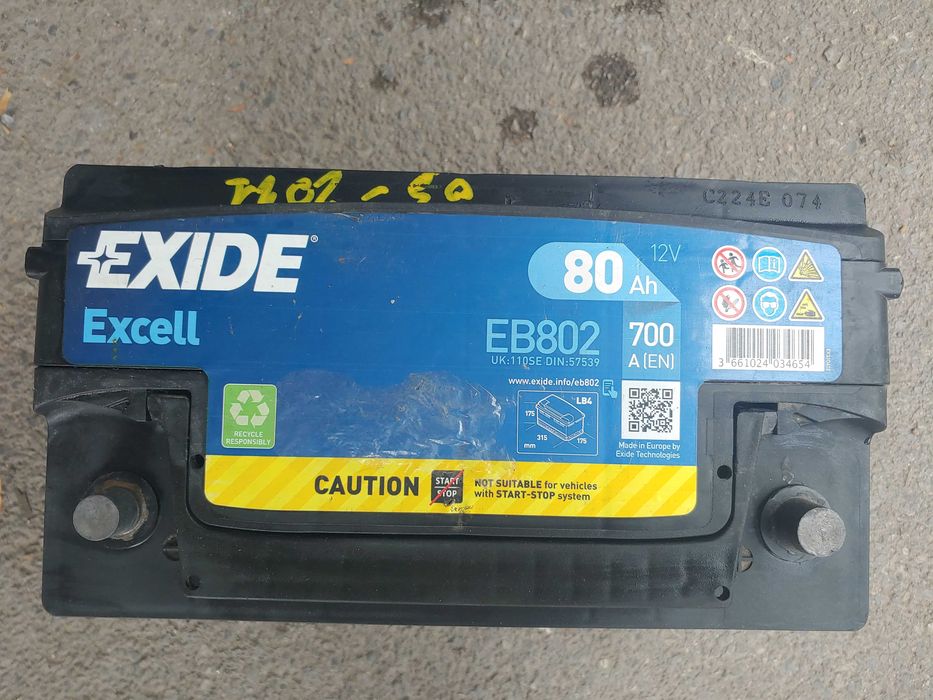 C224E 074
EXIDE®
Excell
80 Ah
12V
EB802
UK:110SE DIN:57539
700
A (EN)
3 661024 034654
www.exide.info/eb802
LB4
175
315
175
mm
RECYCLE
RESPONSIBLY
Made in Europe by
Exide Technologies
CAUTION
START
STOP
NOT SUITABLE for vehicles
with START-STOP system